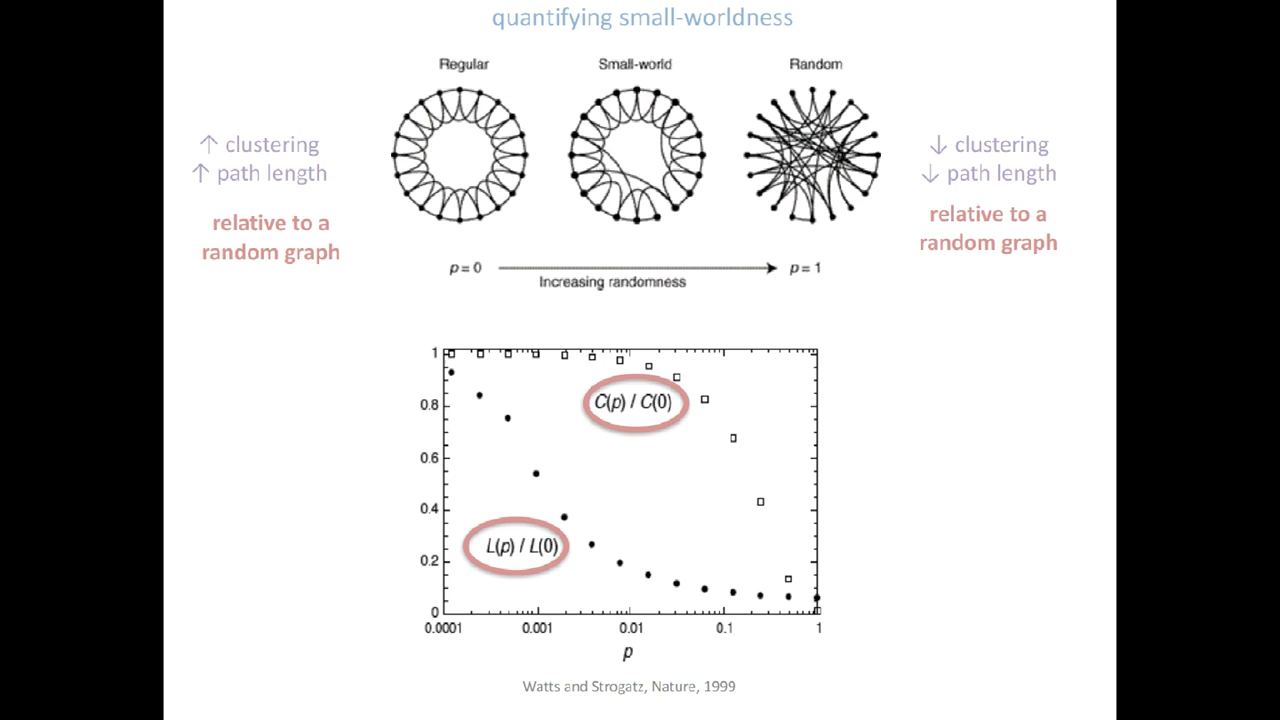 quantifying small-worldness
Regular
Small-world
Random
↑ clustering
↑ path length
relative to a
random graph
↓ clustering
↓ path length
relative to a
random graph
p = 0
p = 1
Increasing randomness
1
0.8
0.6
0.4
0.2
0
C(p) / C(0)
L(p) / L(0)
0.0001
0.001
0.01
0.1
1
p
Watts and Strogatz, Nature, 1999